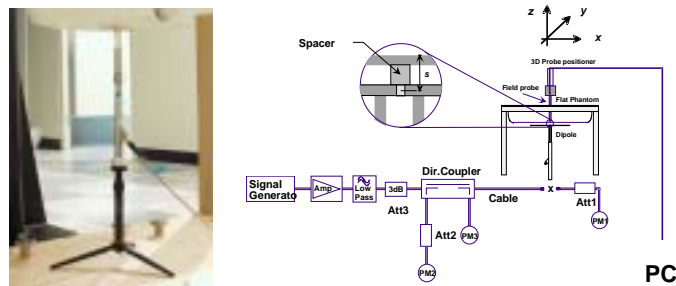 z
y
x
Spacer
s
3D Probe positioner
Field probe
Flat Phantom
Dipole
Signal
Generato
Amp
Low
Pass
3dB
Att3
Dir.Coupler
Cable
x
Att1
PM1
Att2
PM3
PM2
PC